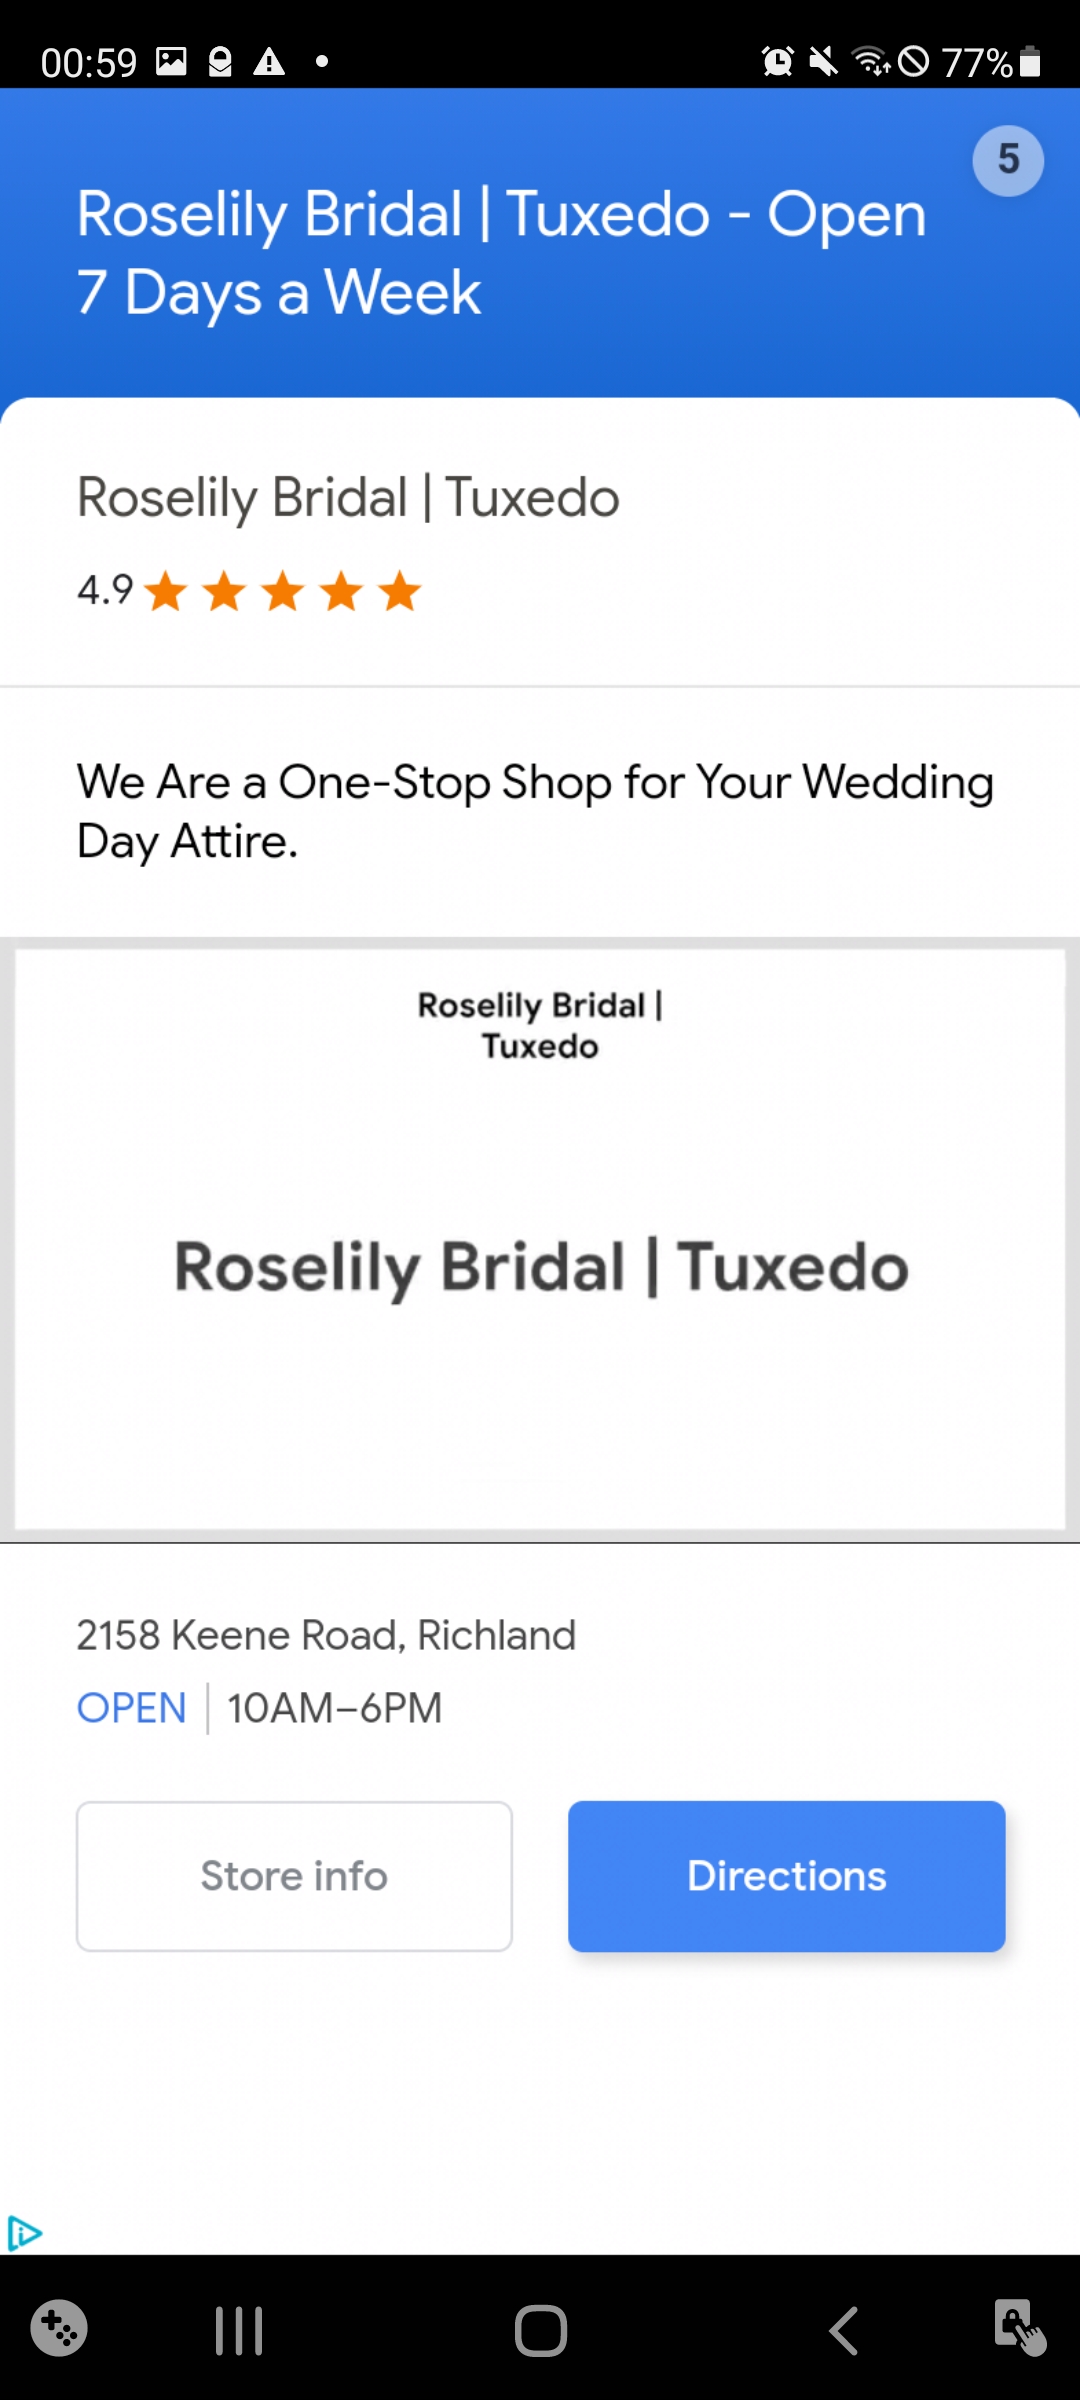 00:59
77%
5
Roselily Bridal | Tuxedo - Open
7 Days a Week
Roselily Bridal | Tuxedo
4.9
We Are a One-Stop Shop for Your Wedding
Day Attire.
Roselily Bridal |
Tuxedo
Roselily Bridal | Tuxedo
2158 Keene Road, Richland
OPEN | 10AM–6PM
Store info
Directions